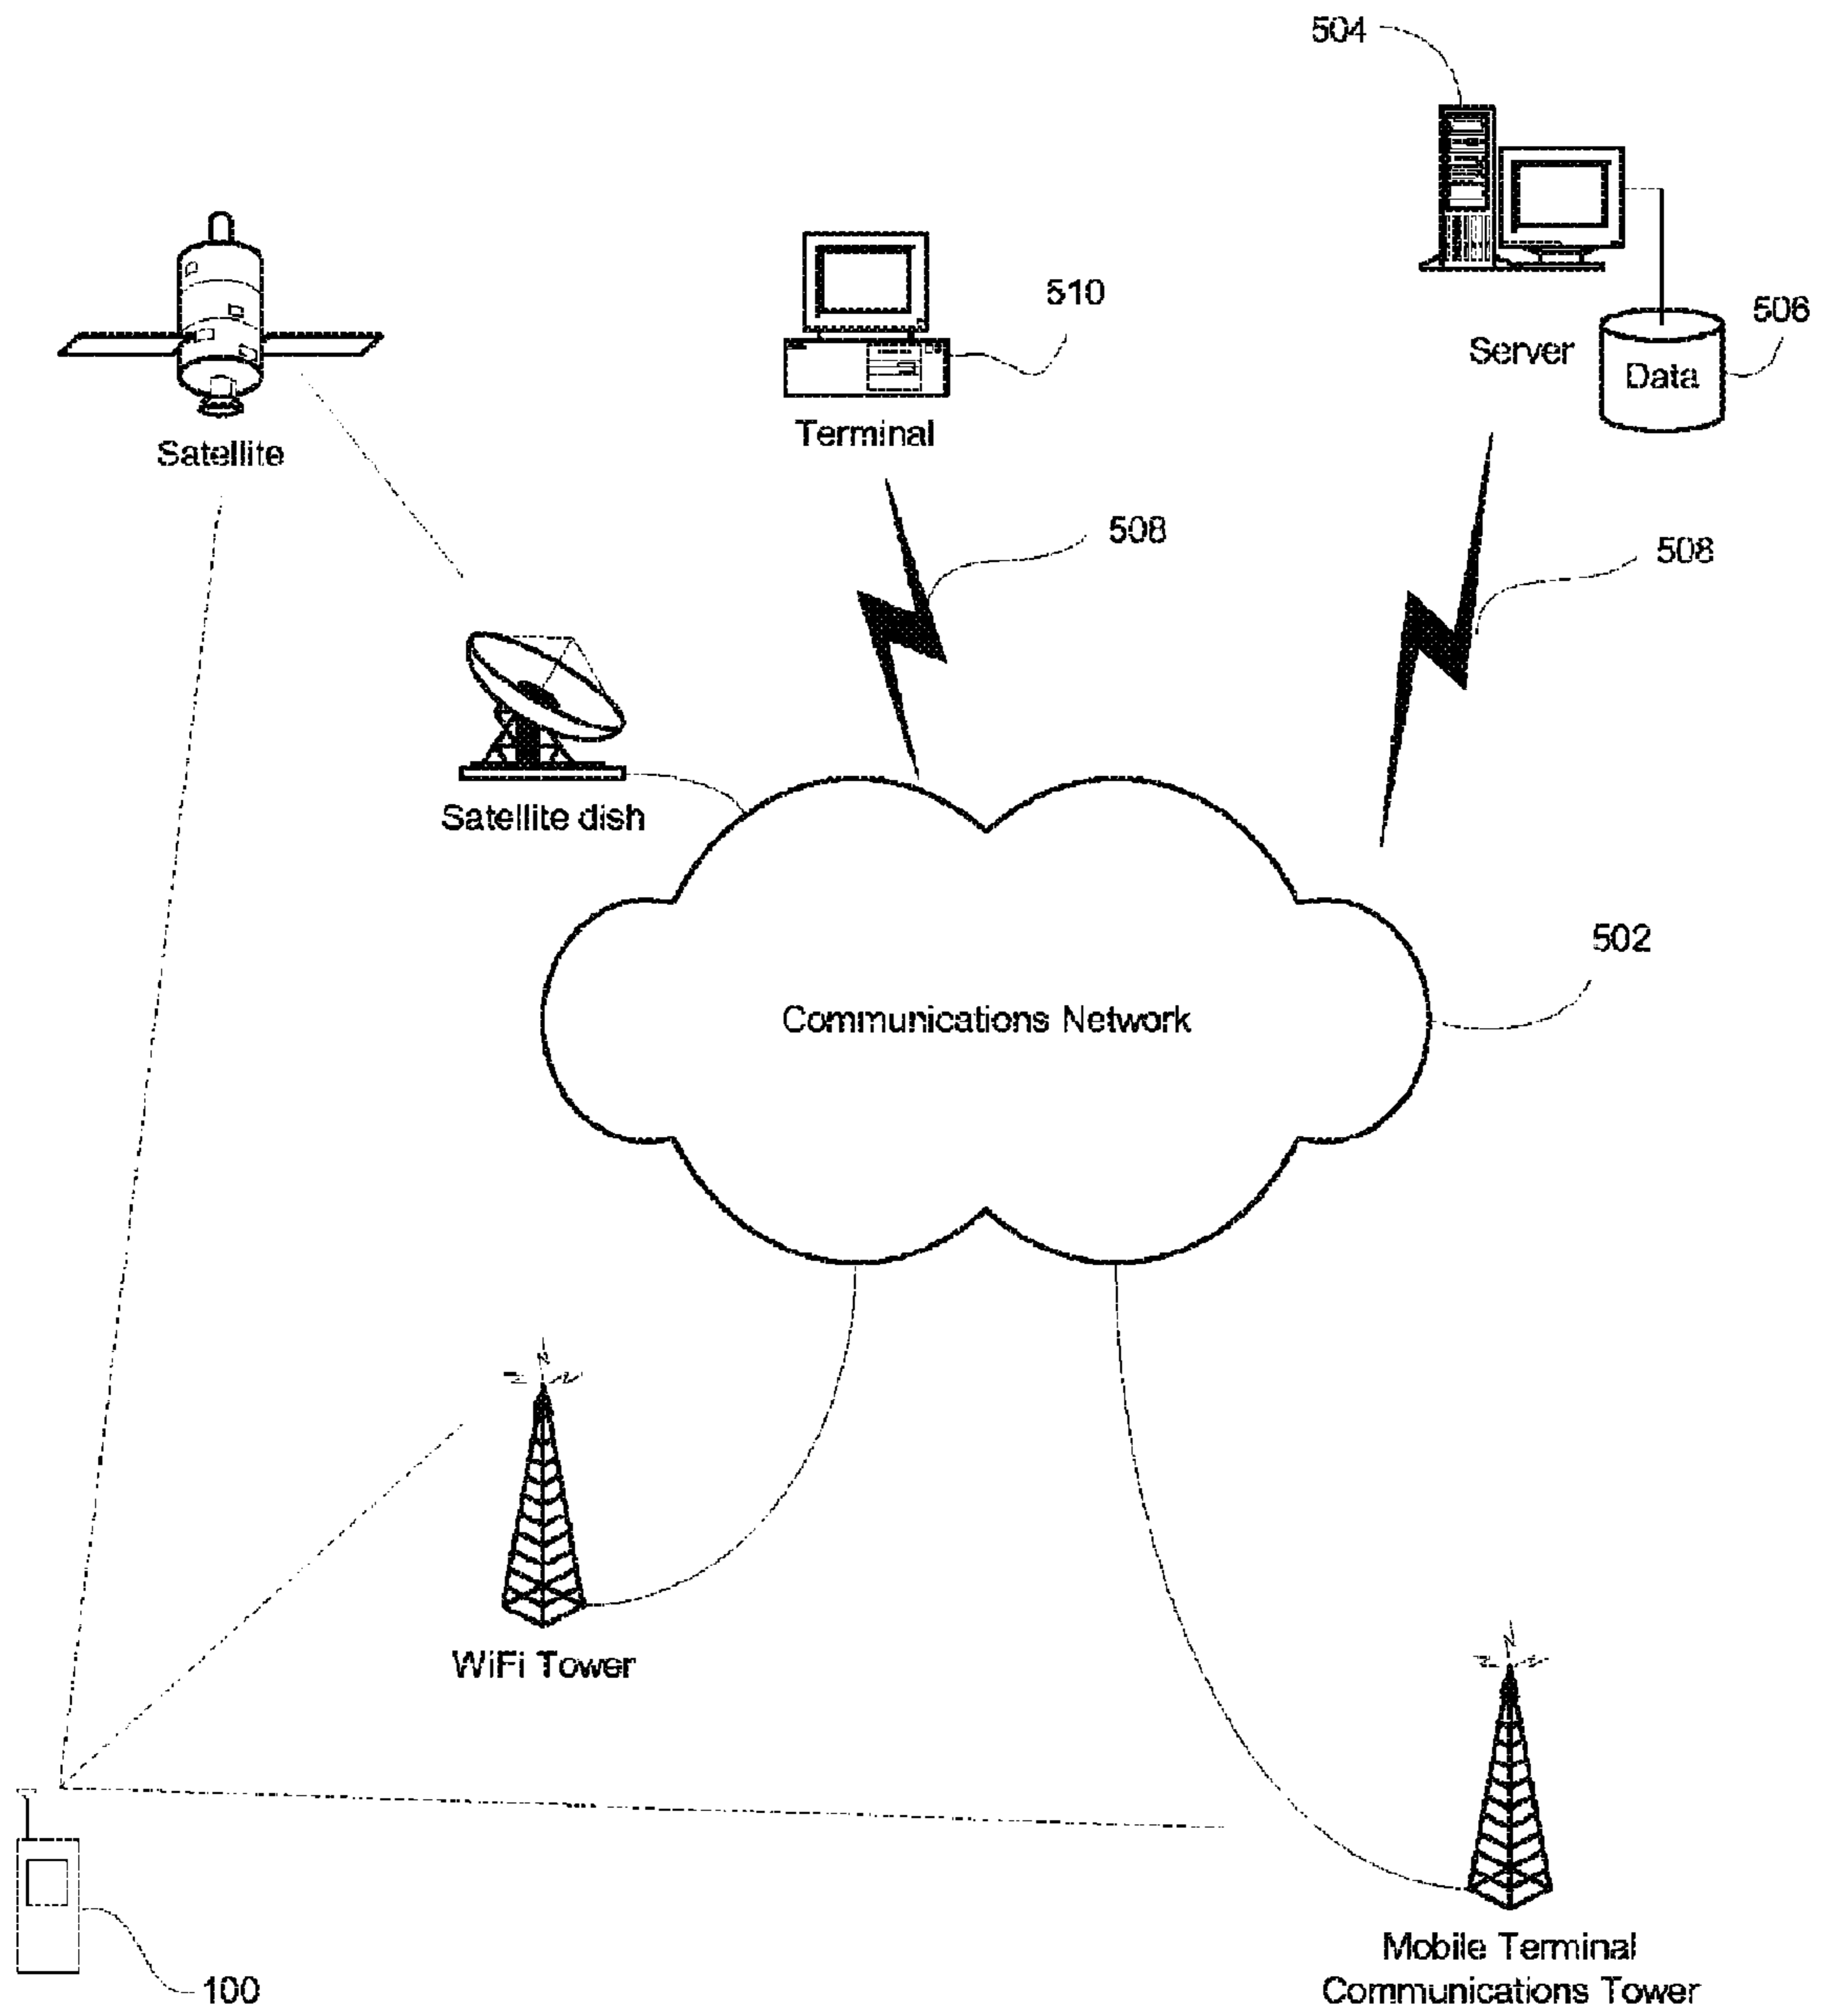 504
510
506
Server
Data
Terminal
Satellite
508
508
Satellite dish
502
Communications Network
WiFi Tower
Mobile Terminal
Communications Tower
100